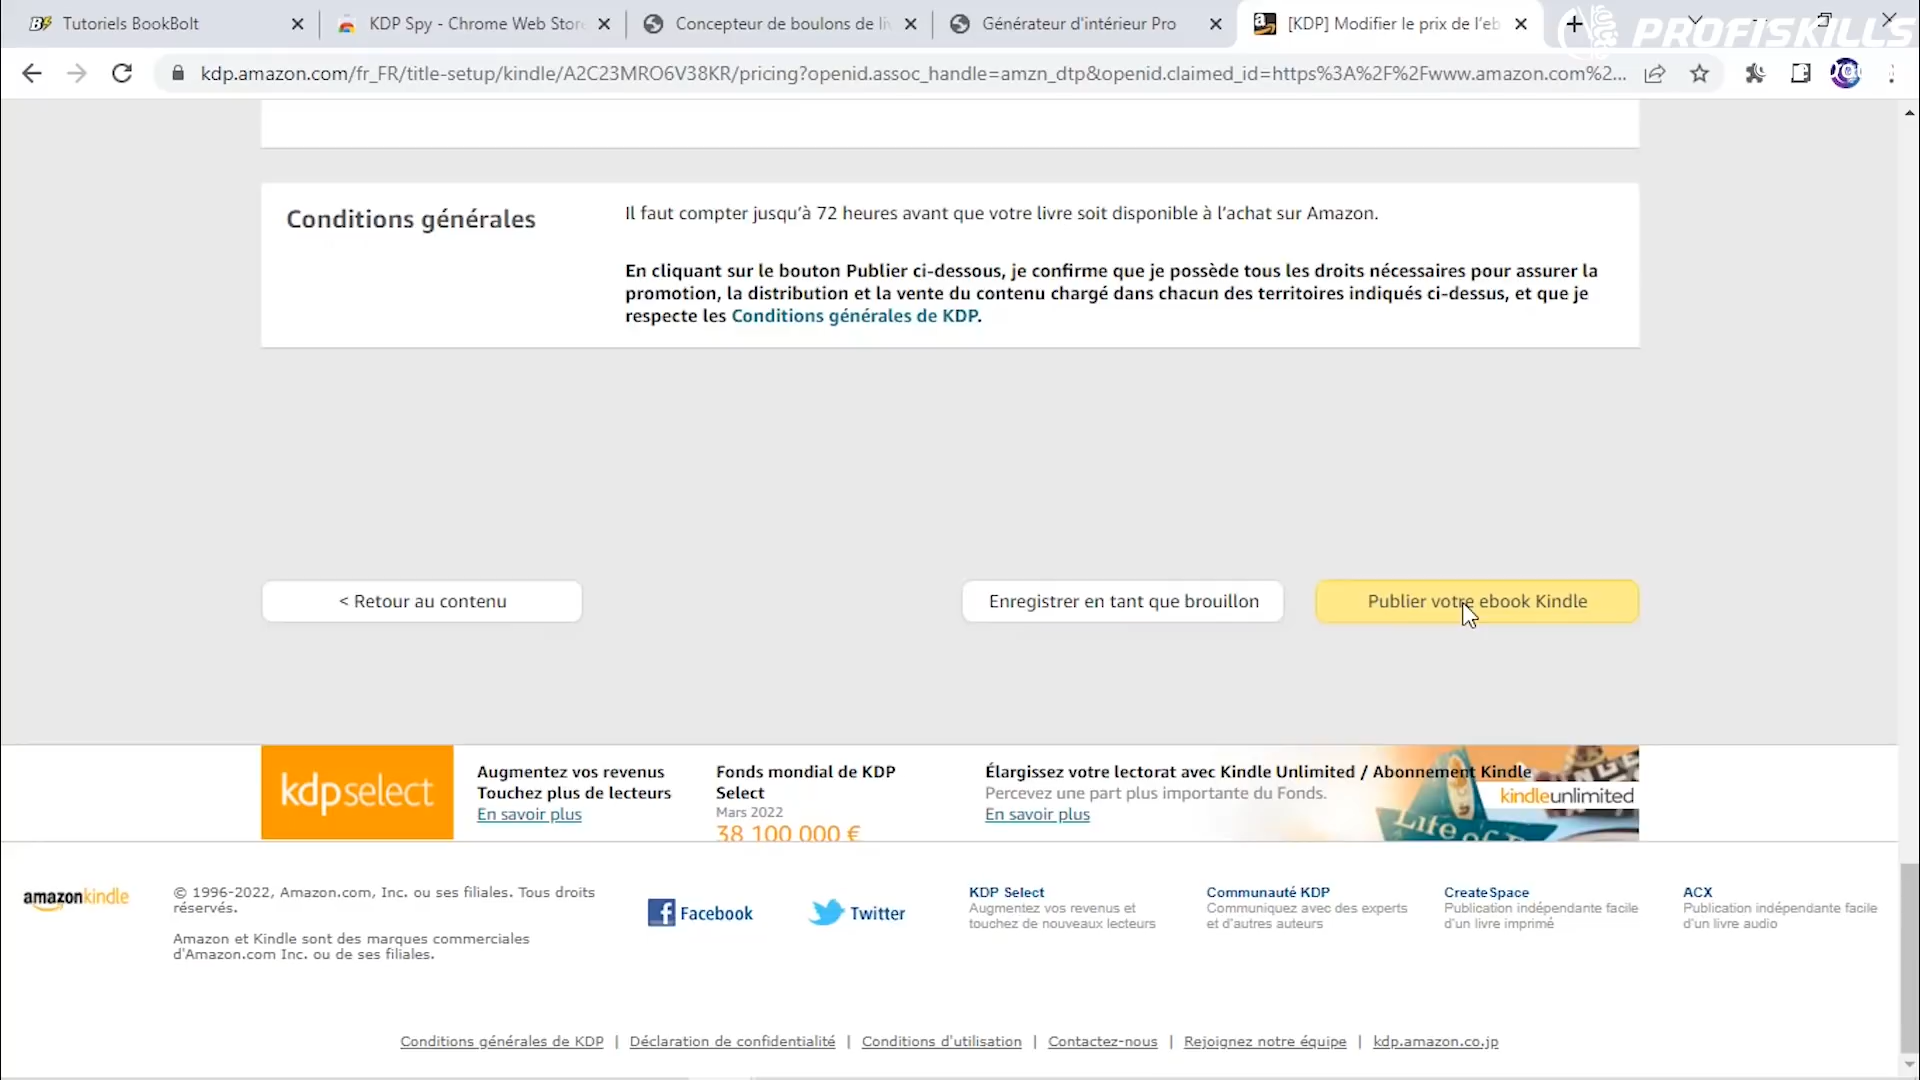 Tutoriels BookBolt
KDP Spy - Chrome Web Store
Concepteur de boulons de li
Générateur d'intérieur Pro
[KDP] Modifier le prix de l'eb
PROFISKILLS
kdp.amazon.com/fr_FR/title-setup/kindle/A2C23MRO6V38KR/pricing?openid.assoc_handle=amzn_dtp&openid.claimed_id=https%3A%2F%2Fwww.amazon.com%2...
Conditions générales
Il faut compter jusqu'à 72 heures avant que votre livre soit disponible à l'achat sur Amazon.
En cliquant sur le bouton Publier ci-dessous, je confirme que je possède tous les droits nécessaires pour assurer la
promotion, la distribution et la vente du contenu chargé dans chacun des territoires indiqués ci-dessus, et que je
respecte les Conditions générales de KDP.
< Retour au contenu
Enregistrer en tant que brouillon
Publier votre ebook Kindle
kdpselect
Augmentez vos revenus
Touchez plus de lecteurs
En savoir plus
Fonds mondial de KDP
Select
Mars 2022
38 100 000 €
Élargissez votre lectorat avec Kindle Unlimited / Abonnement Kindle
Percevez une part plus importante du Fonds.
En savoir plus
kindleunlimited
Life of
amazonkindle
© 1996-2022, Amazon.com, Inc. ou ses filiales. Tous droits
réservés.
Amazon et Kindle sont des marques commerciales
d'Amazon.com Inc. ou de ses filiales.
Facebook
Twitter
KDP Select
Augmentez vos revenus et
touchez de nouveaux lecteurs
Communauté KDP
Communiquez avec des experts
et d'autres auteurs
CreateSpace
Publication indépendante facile
d'un livre imprimé
ACX
Publication indépendante facile
d'un livre audio
Conditions générales de KDP | Déclaration de confidentialité | Conditions d'utilisation | Contactez-nous | Rejoignez notre équipe | kdp.amazon.co.jp